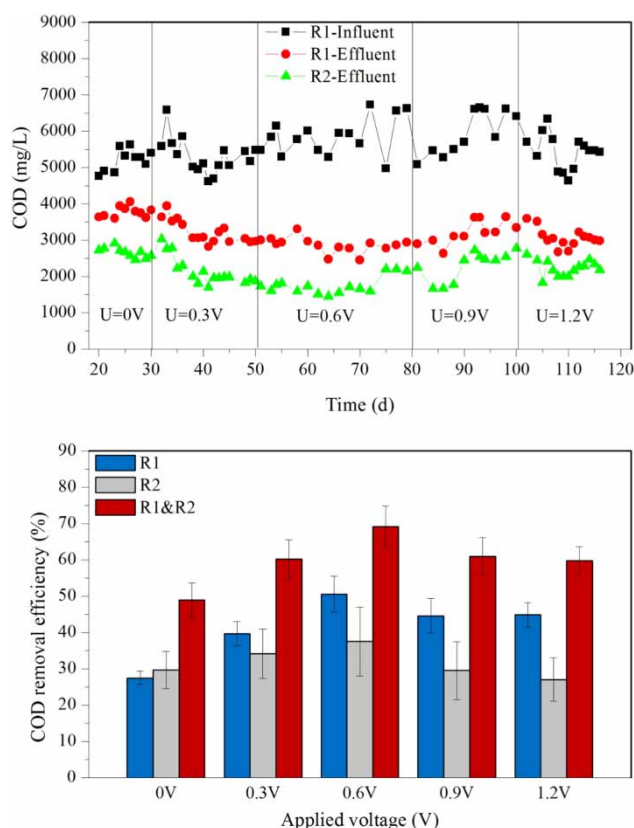 9000
8000
7000
6000
5000
4000
3000
2000
1000
0
COD (mg/L)
R1-Influent
R1-Effluent
R2-Effluent
U=0V U=0.3V U=0.6V U=0.9V U=1.2V
20 30 40 50 60 70 80 90 100 110 120
Time (d)
90
80
70
60
50
40
30
20
10
0
COD removal efficiency (%)
R1
R2
R1&R2
0V 0.3V 0.6V 0.9V 1.2V
Applied voltage (V)